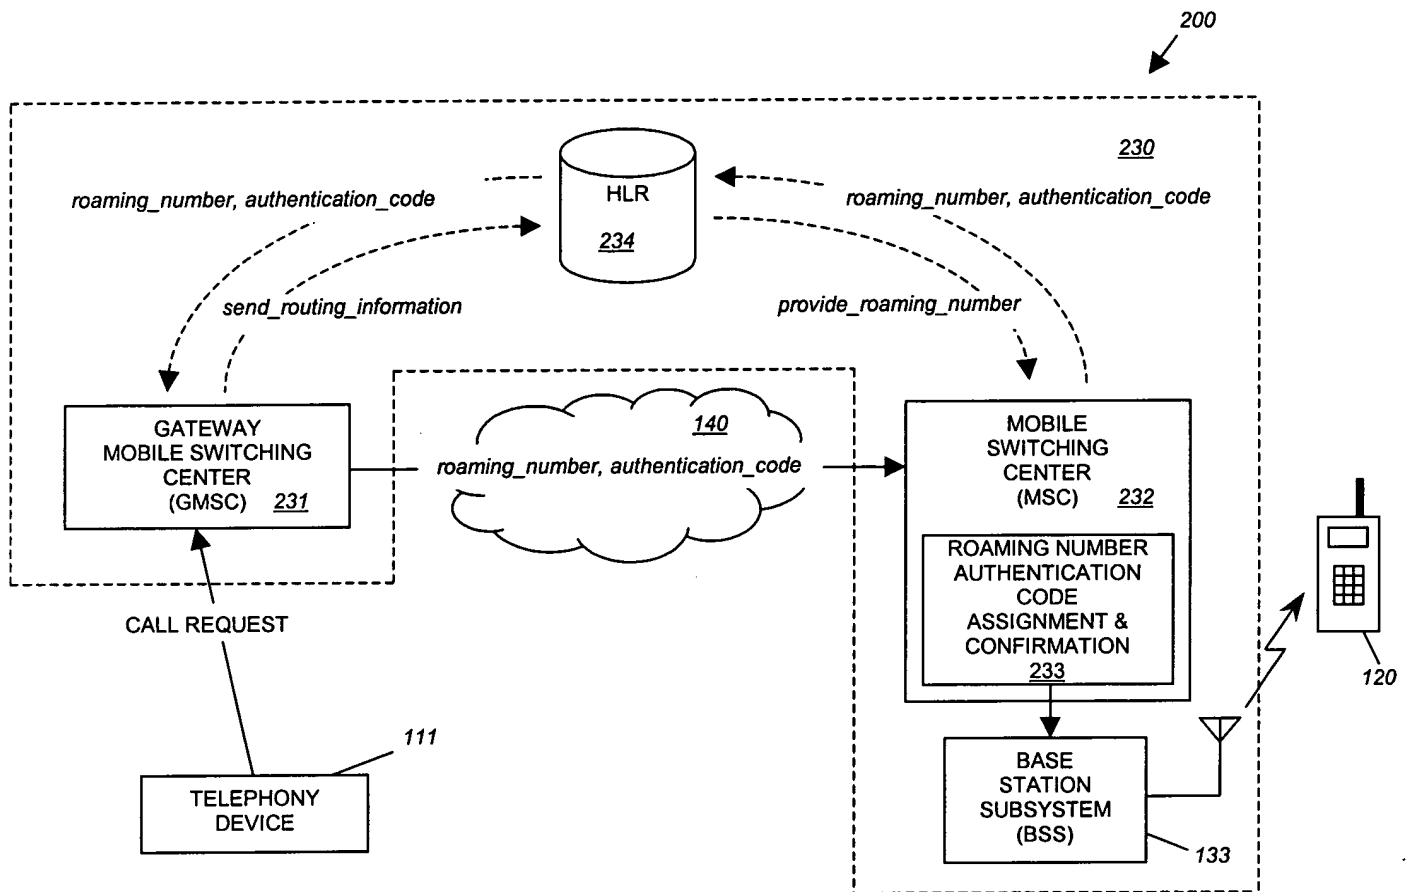 200
230
HLR
234
roaming_number, authentication_code
roaming_number, authentication_code
send_routing_information
provide_roaming_number
GATEWAY
MOBILE SWITCHING
CENTER
(GMSC)
231
140
roaming_number, authentication_code
MOBILE
SWITCHING
CENTER
(MSC)
232
ROAMING NUMBER
AUTHENTICATION
CODE
ASSIGNMENT &
CONFIRMATION
233
120
CALL REQUEST
111
TELEPHONY
DEVICE
BASE
STATION
SUBSYSTEM
(BSS)
133